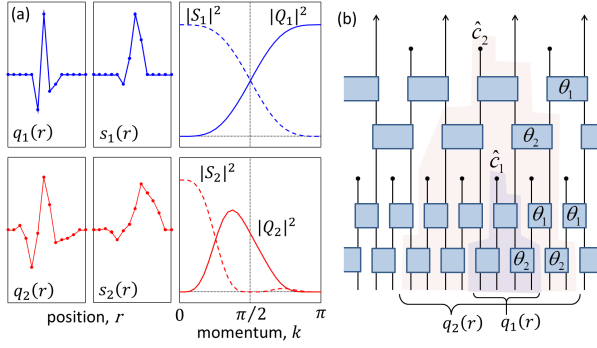 (a)
q₁(r)
s₁(r)
|S₁|²
|Q₁|²
q₂(r)
s₂(r)
|S₂|²
|Q₂|²
0
π/2
π
position, r
momentum, k
(b)
ĉ₂
θ₁
θ₂
ĉ₁
θ₁
θ₁
θ₂
θ₂
q₂(r)
q₁(r)